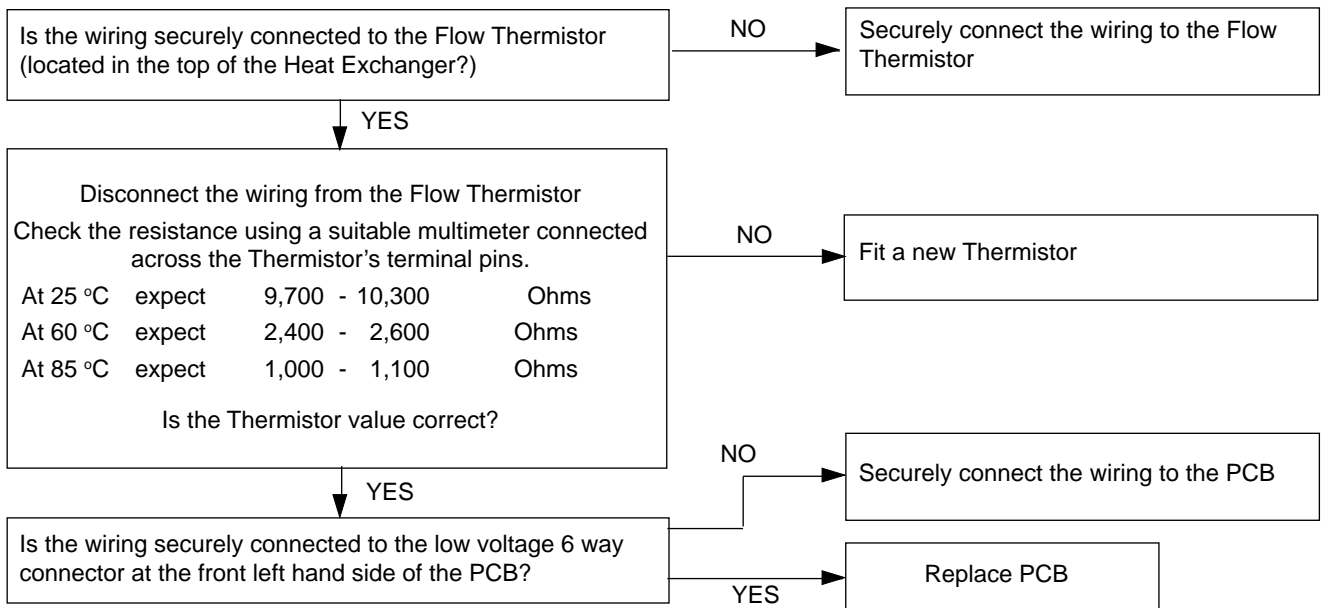 Is the wiring securely connected to the Flow Thermistor
(located in the top of the Heat Exchanger?)
NO
Securely connect the wiring to the Flow
Thermistor
YES
Disconnect the wiring from the Flow Thermistor
Check the resistance using a suitable multimeter connected
across the Thermistor’s terminal pins.
At 25 °C expect 9,700 - 10,300 Ohms
At 60 °C expect 2,400 - 2,600 Ohms
At 85 °C expect 1,000 - 1,100 Ohms
Is the Thermistor value correct?
NO
Fit a new Thermistor
YES
Is the wiring securely connected to the low voltage 6 way
connector at the front left hand side of the PCB?
NO
Securely connect the wiring to the PCB
YES
Replace PCB